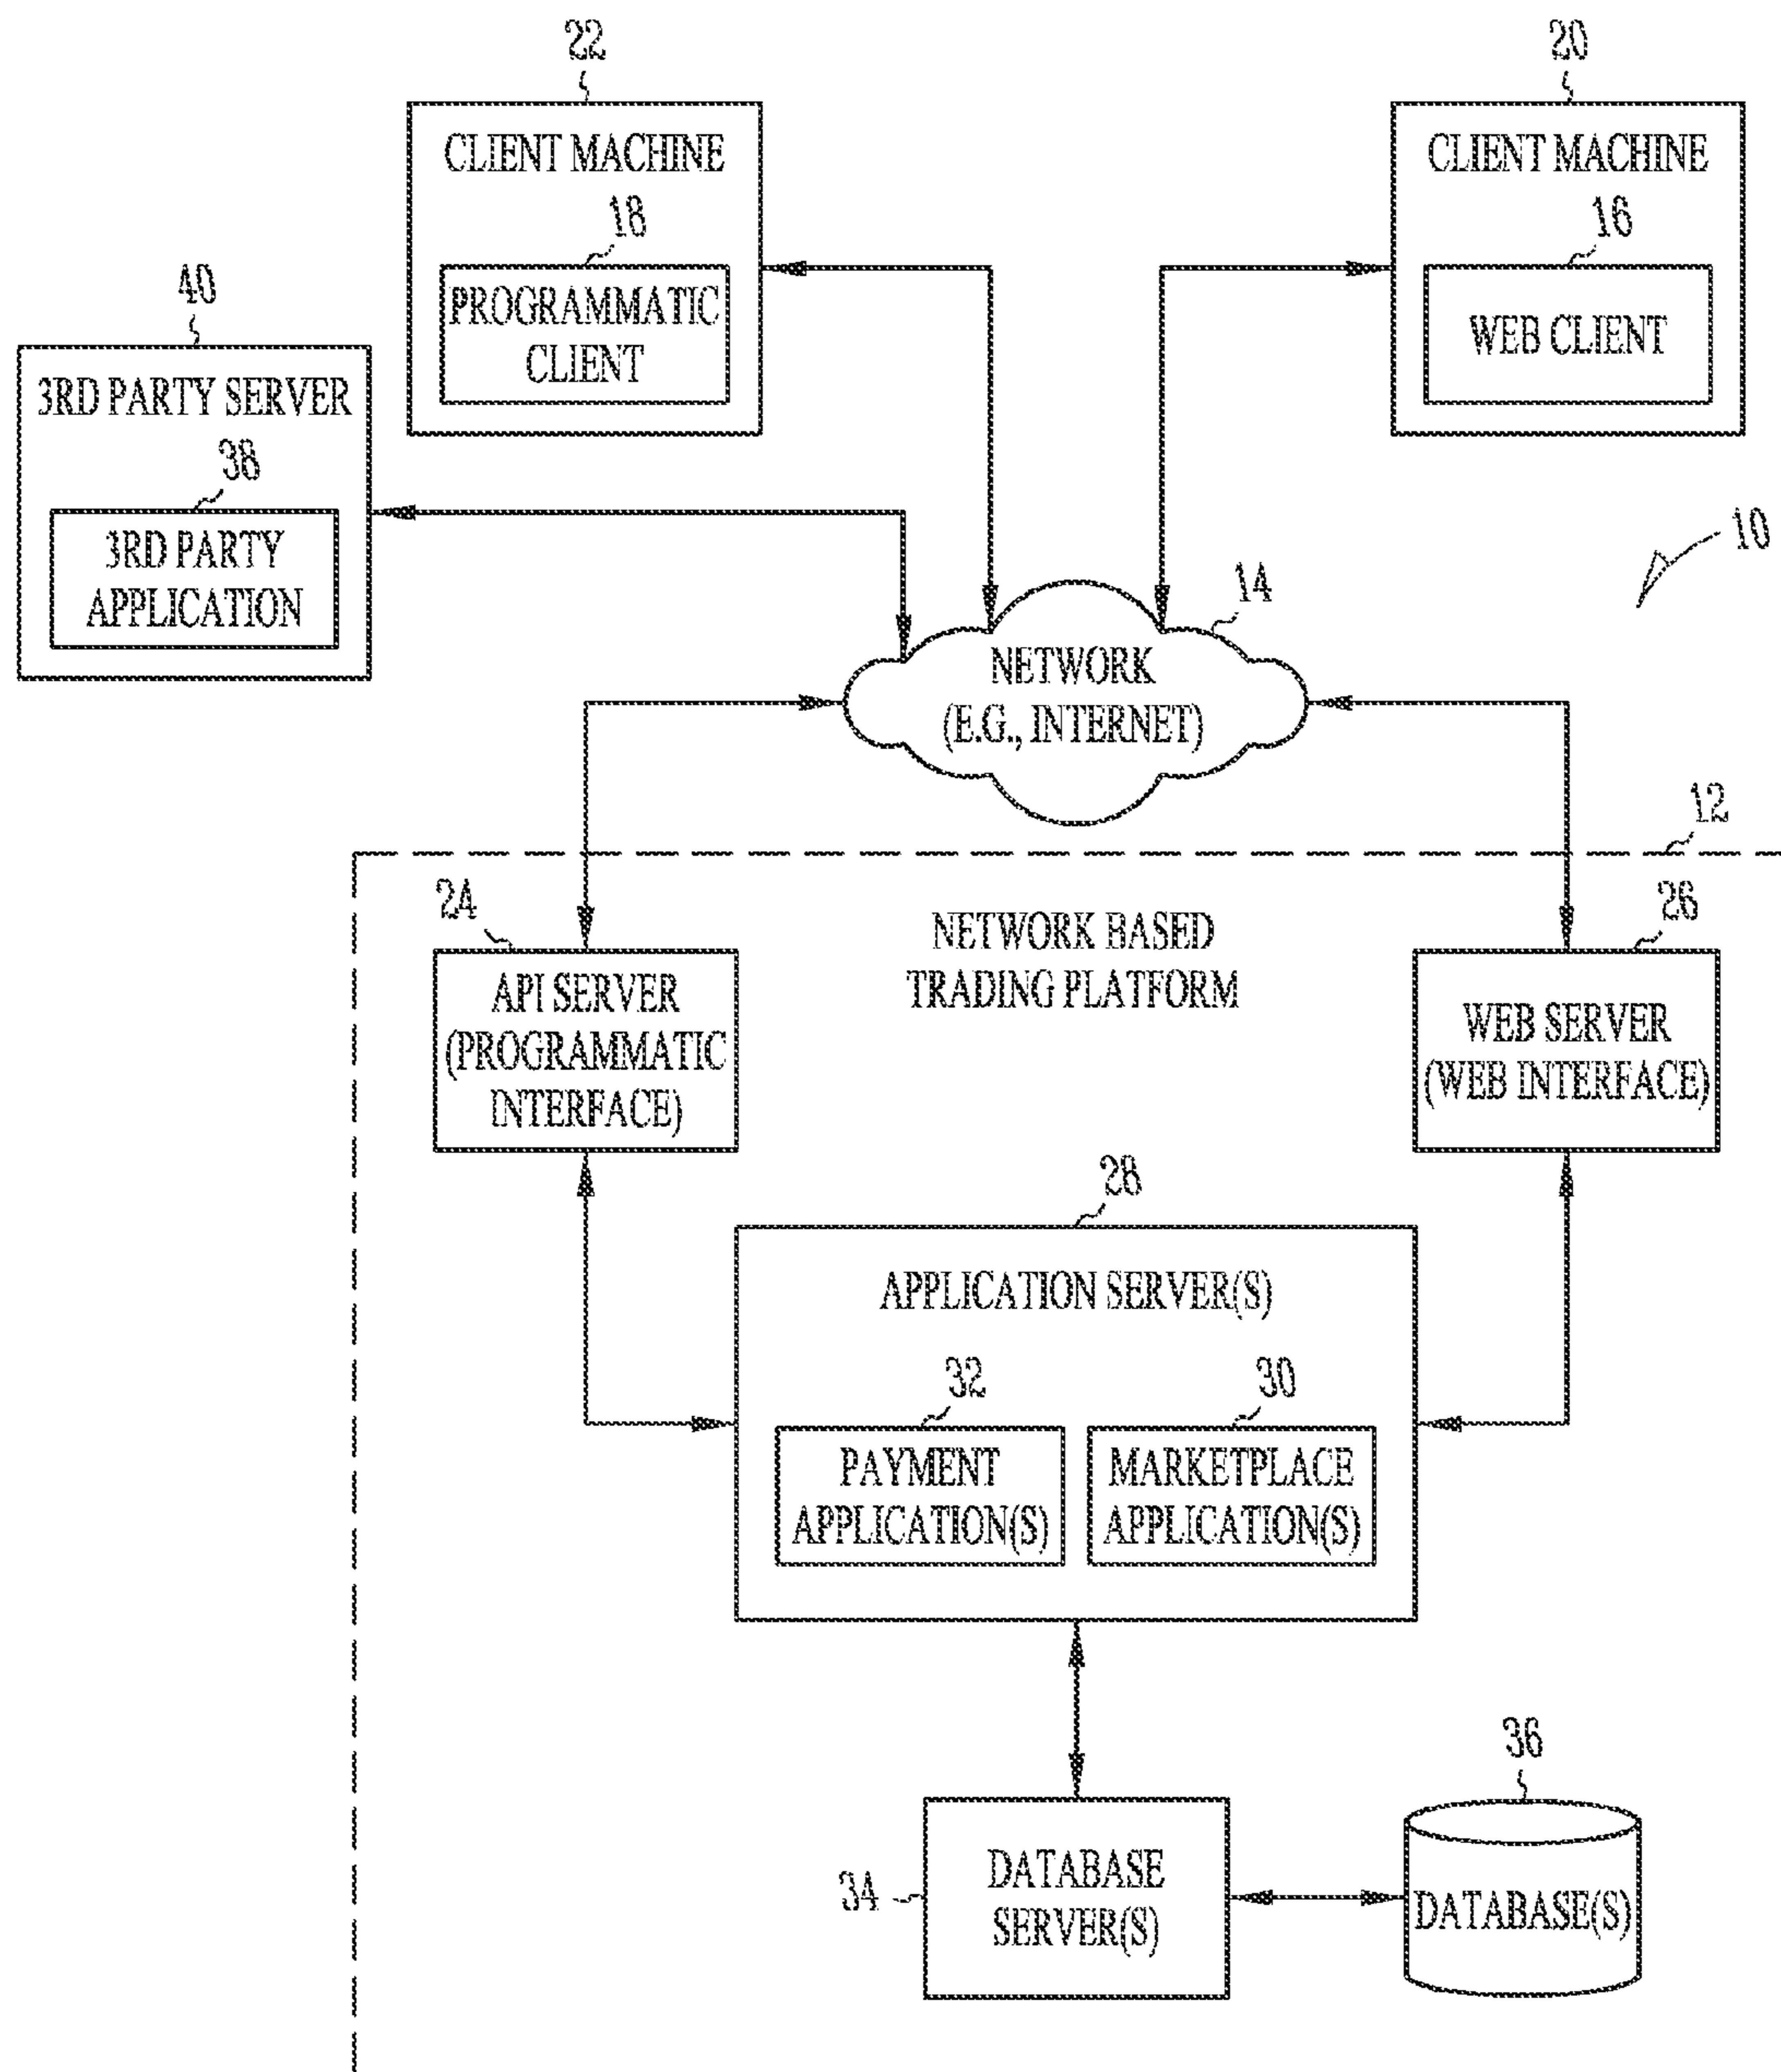 22
20
CLIENT MACHINE
CLIENT MACHINE
18
16
PROGRAMMATIC
CLIENT
WEB CLIENT
40
3RD PARTY SERVER
38
3RD PARTY
APPLICATION
10
14
NETWORK
(E.G., INTERNET)
12
24
NETWORK BASED
TRADING PLATFORM
26
API SERVER
(PROGRAMMATIC
INTERFACE)
WEB SERVER
(WEB INTERFACE)
28
APPLICATION SERVER(S)
32
30
PAYMENT
APPLICATION(S)
MARKETPLACE
APPLICATION(S)
36
34
DATABASE
SERVER(S)
DATABASE(S)